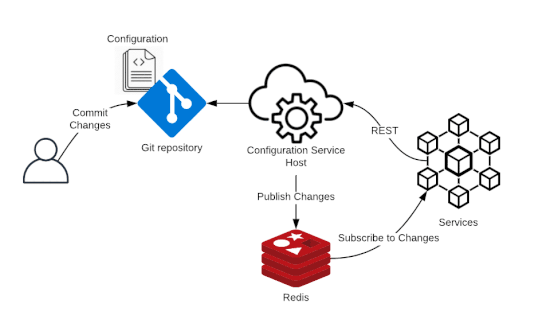 Configuration
Commit
Changes
Git repository
Configuration Service
Host
REST
Publish Changes
Services
Subscribe to Changes
Redis